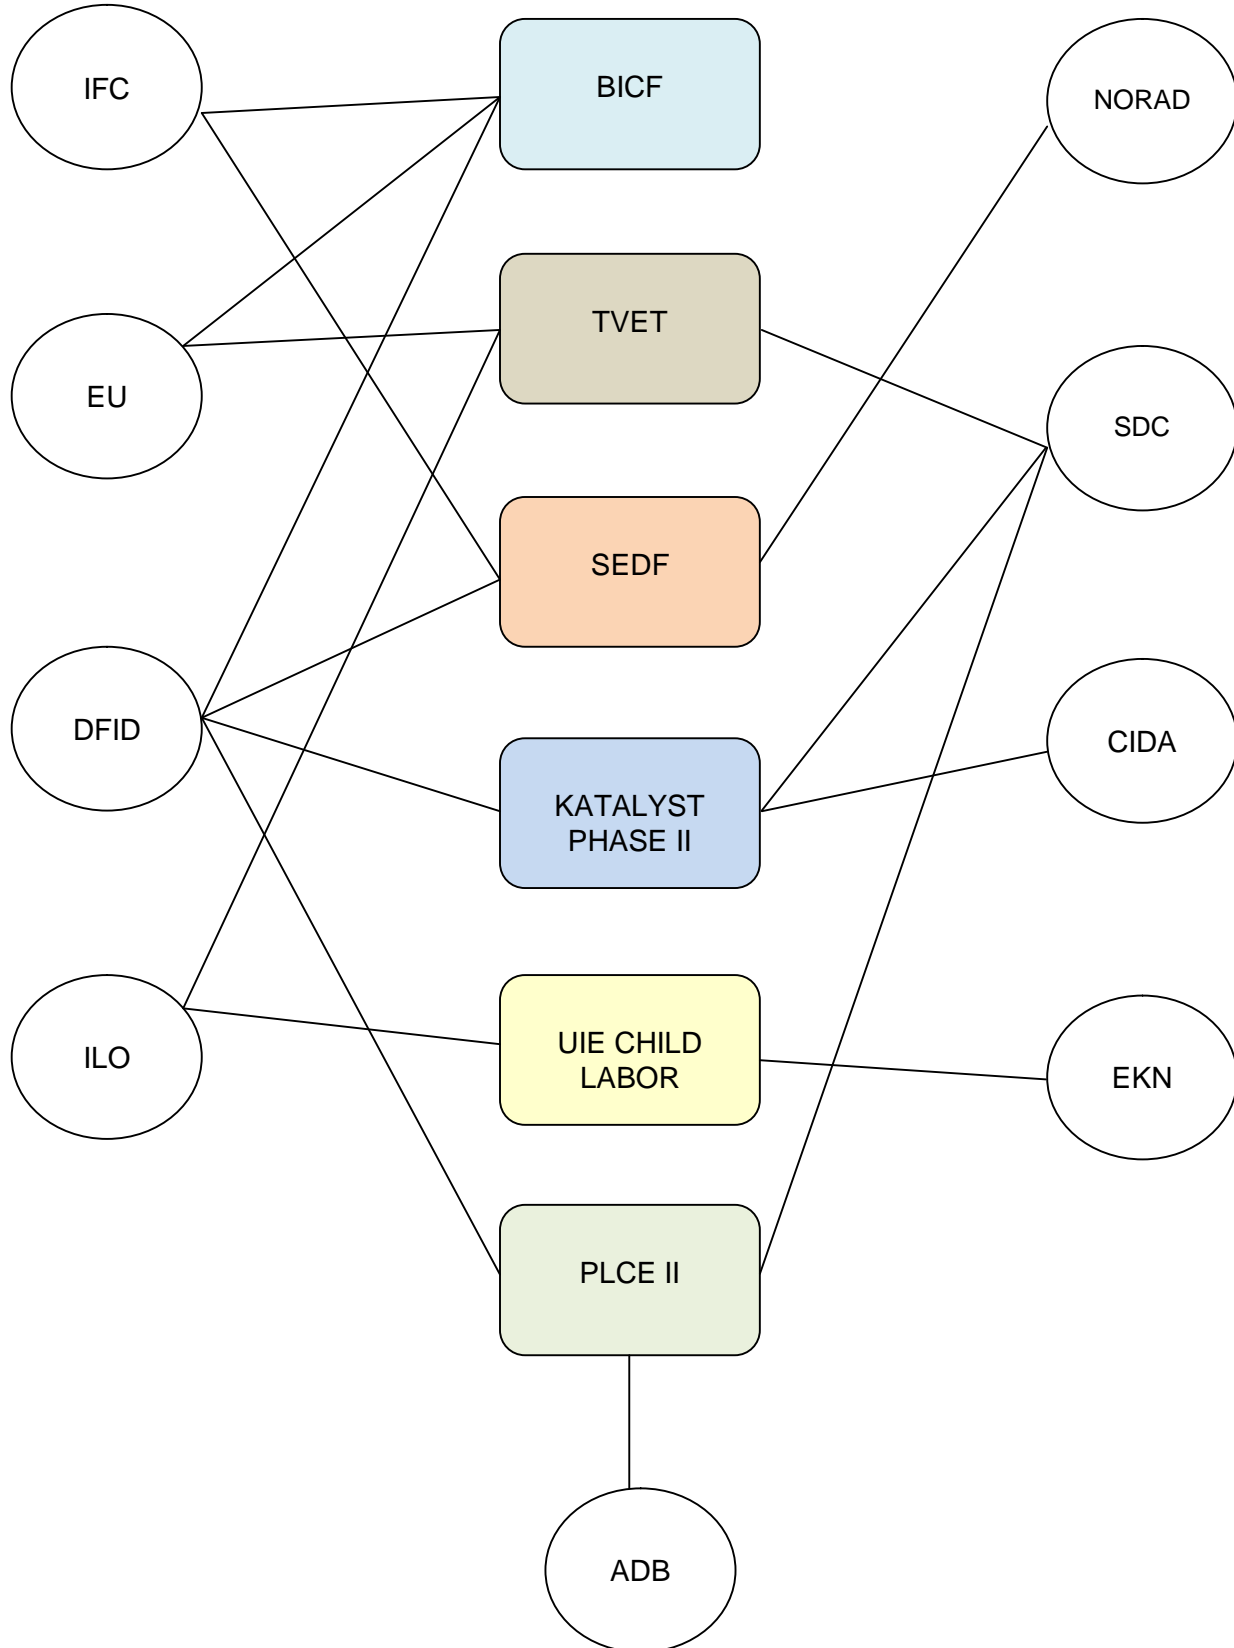 IFC
BICF
NORAD
TVET
EU
SDC
SEDF
DFID
KATALYST
PHASE II
CIDA
ILO
UIE CHILD
LABOR
EKN
PLCE II
ADB